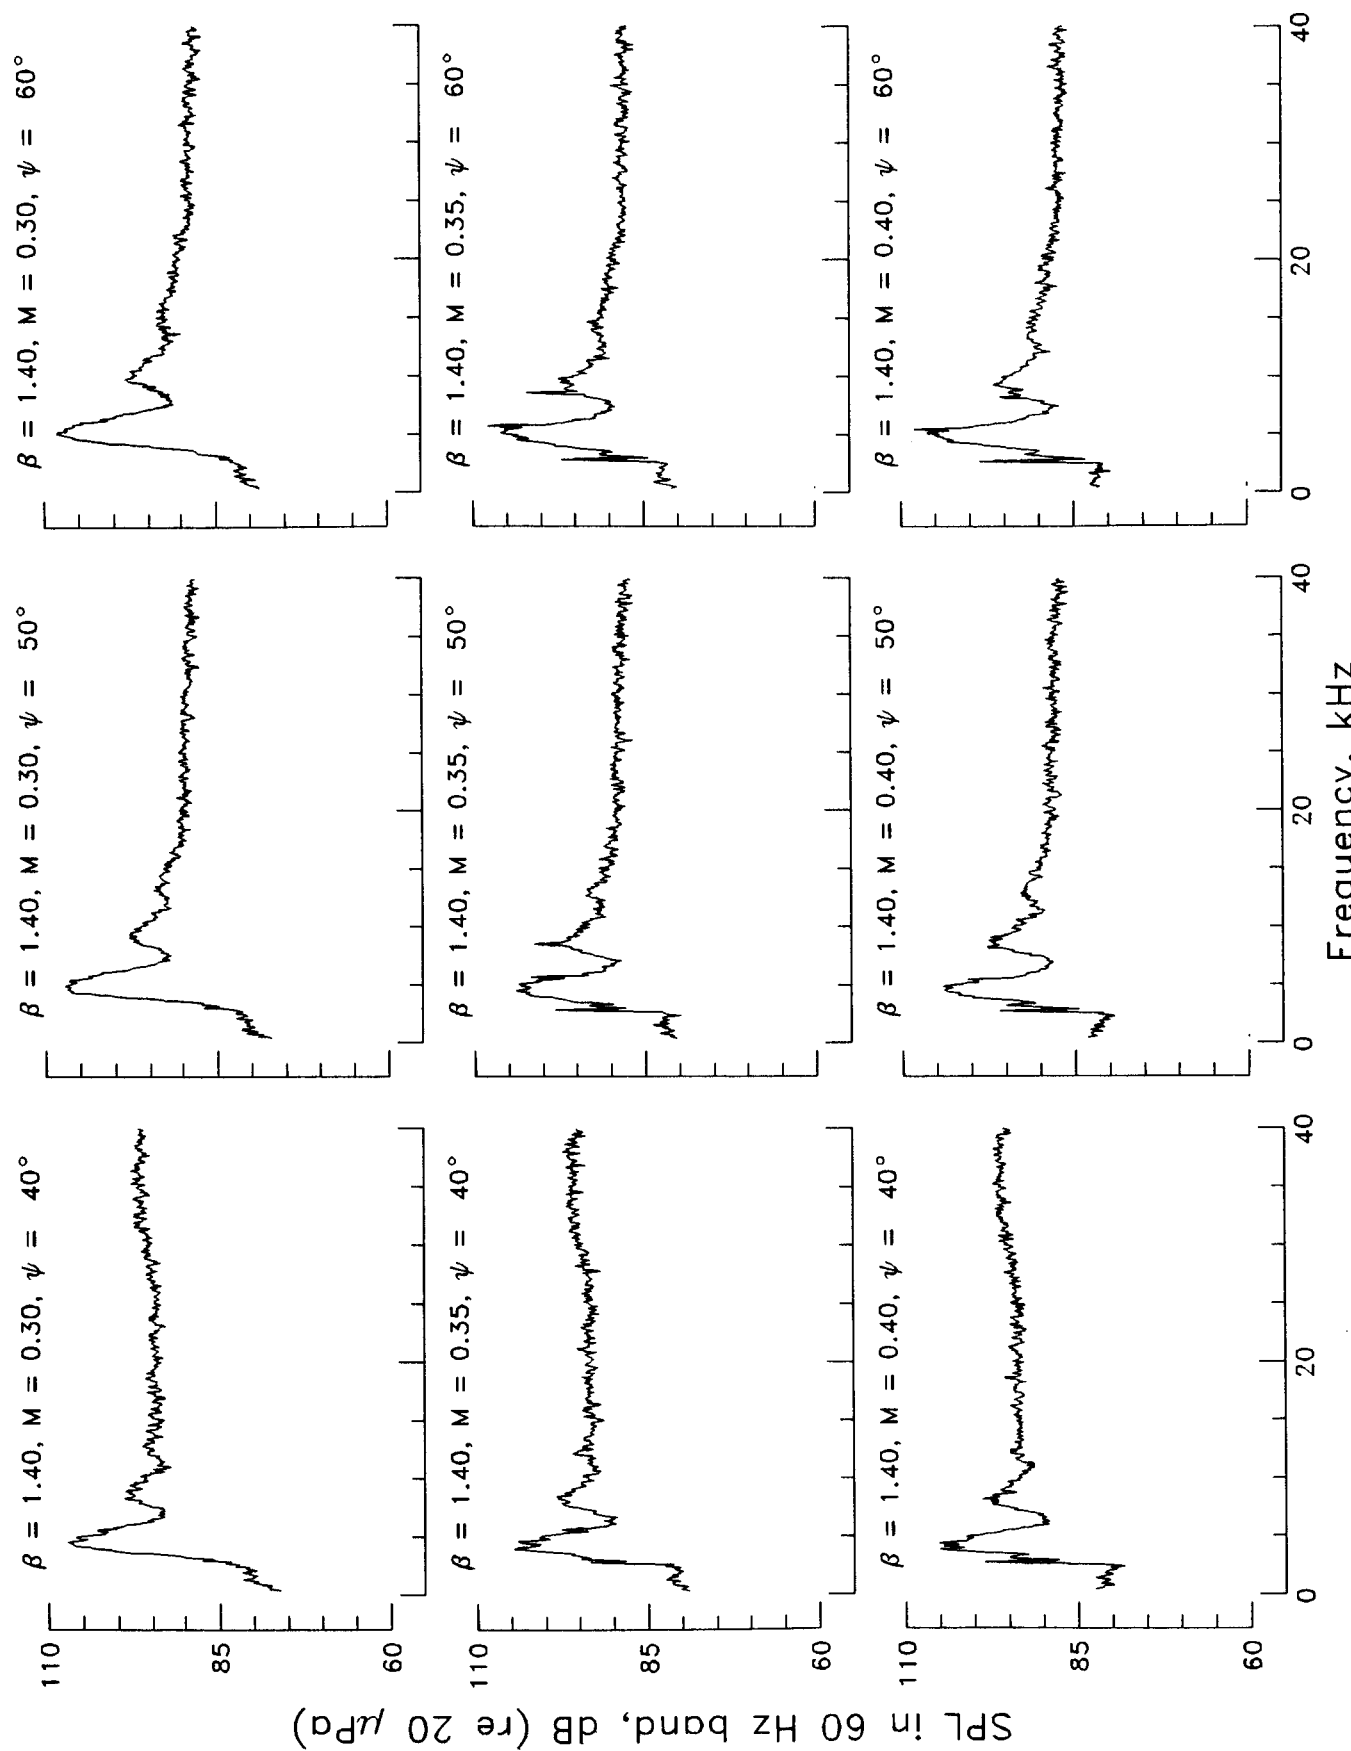 β = 1.40, M = 0.30, ψ = 40°
β = 1.40, M = 0.30, ψ = 50°
β = 1.40, M = 0.30, ψ = 60°
110
85
60
β = 1.40, M = 0.35, ψ = 40°
β = 1.40, M = 0.35, ψ = 50°
β = 1.40, M = 0.35, ψ = 60°
110
85
60
β = 1.40, M = 0.40, ψ = 40°
β = 1.40, M = 0.40, ψ = 50°
β = 1.40, M = 0.40, ψ = 60°
110
85
60
0 20 40
0 20 40
0 20 40
SPL in 60 Hz band, dB (re 20 μPa)
Frequency, kHz